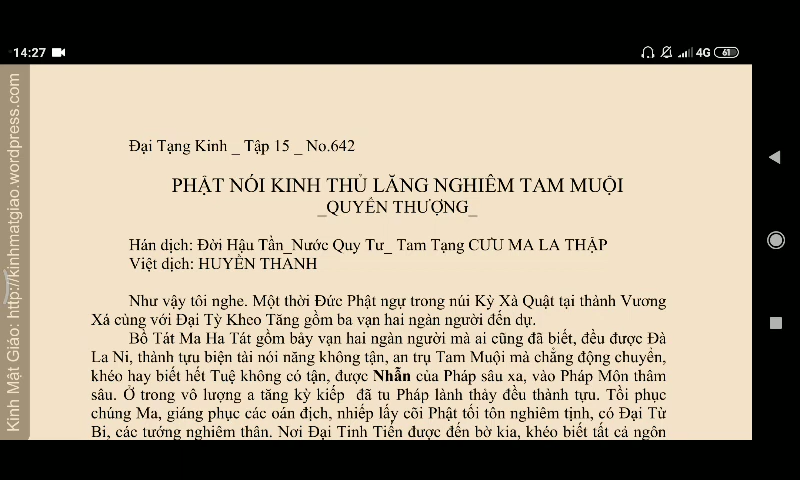 14:27
4G 61
Kinh Mật Giáo: http://kinhmatgiao.wordpress.com
Đại Tạng Kinh _ Tập 15 _ No.642
PHẬT NÓI KINH THỦ LĂNG NGHIÊM TAM MUỘI
_QUYỂN THƯỢNG_
Hán dịch: Đời Hậu Tần_Nước Quy Tư_ Tam Tạng CƯU MA LA THẬP
Việt dịch: HUYỀN THANH
Như vậy tôi nghe. Một thời Đức Phật ngự trong núi Kỳ Xà Quật tại thành Vương
Xá cùng với Đại Tỳ Kheo Tăng gồm ba vạn hai ngàn người đến dự.
Bồ Tát Ma Ha Tát gồm bảy vạn hai ngàn người mà ai cũng đã biết, đều được Đà
La Ni, thành tựu biện tài nói năng không tận, an trụ Tam Muội mà chẳng động chuyển,
khéo hay biết hết Tuệ không có tận, được Nhẫn của Pháp sâu xa, vào Pháp Môn thâm
sâu. Ở trong vô lượng a tăng kỳ kiếp đã tu Pháp lành thảy đều thành tựu. Tồi phục
chúng Ma, giáng phục các oán địch, nhiếp lấy cõi Phật tối tôn nghiêm tịnh, có Đại Từ
Bi, các tướng nghiêm thân. Nơi Đại Tinh Tiến được đến bờ kia, khéo biết tất cả ngôn